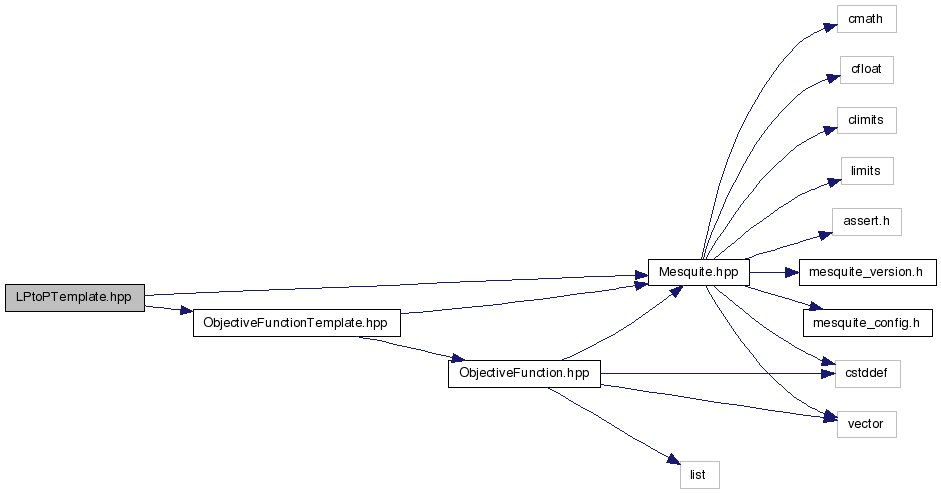 cmath
cfloat
climits
limits
assert.h
Mesquite.hpp
mesquite_version.h
LPtoPTemplate.hpp
ObjectiveFunctionTemplate.hpp
mesquite_config.h
ObjectiveFunction.hpp
cstddef
vector
list